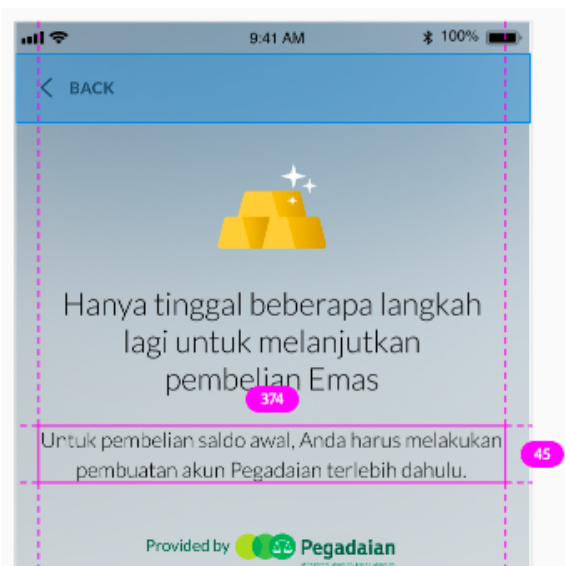 9:41 AM
100%
BACK
Hanya tinggal beberapa langkah
lagi untuk melanjutkan
pembelian Emas
374
Untuk pembelian saldo awal, Anda harus melakukan
pembuatan akun Pegadaian terlebih dahulu.
45
Provided by Pegadaian